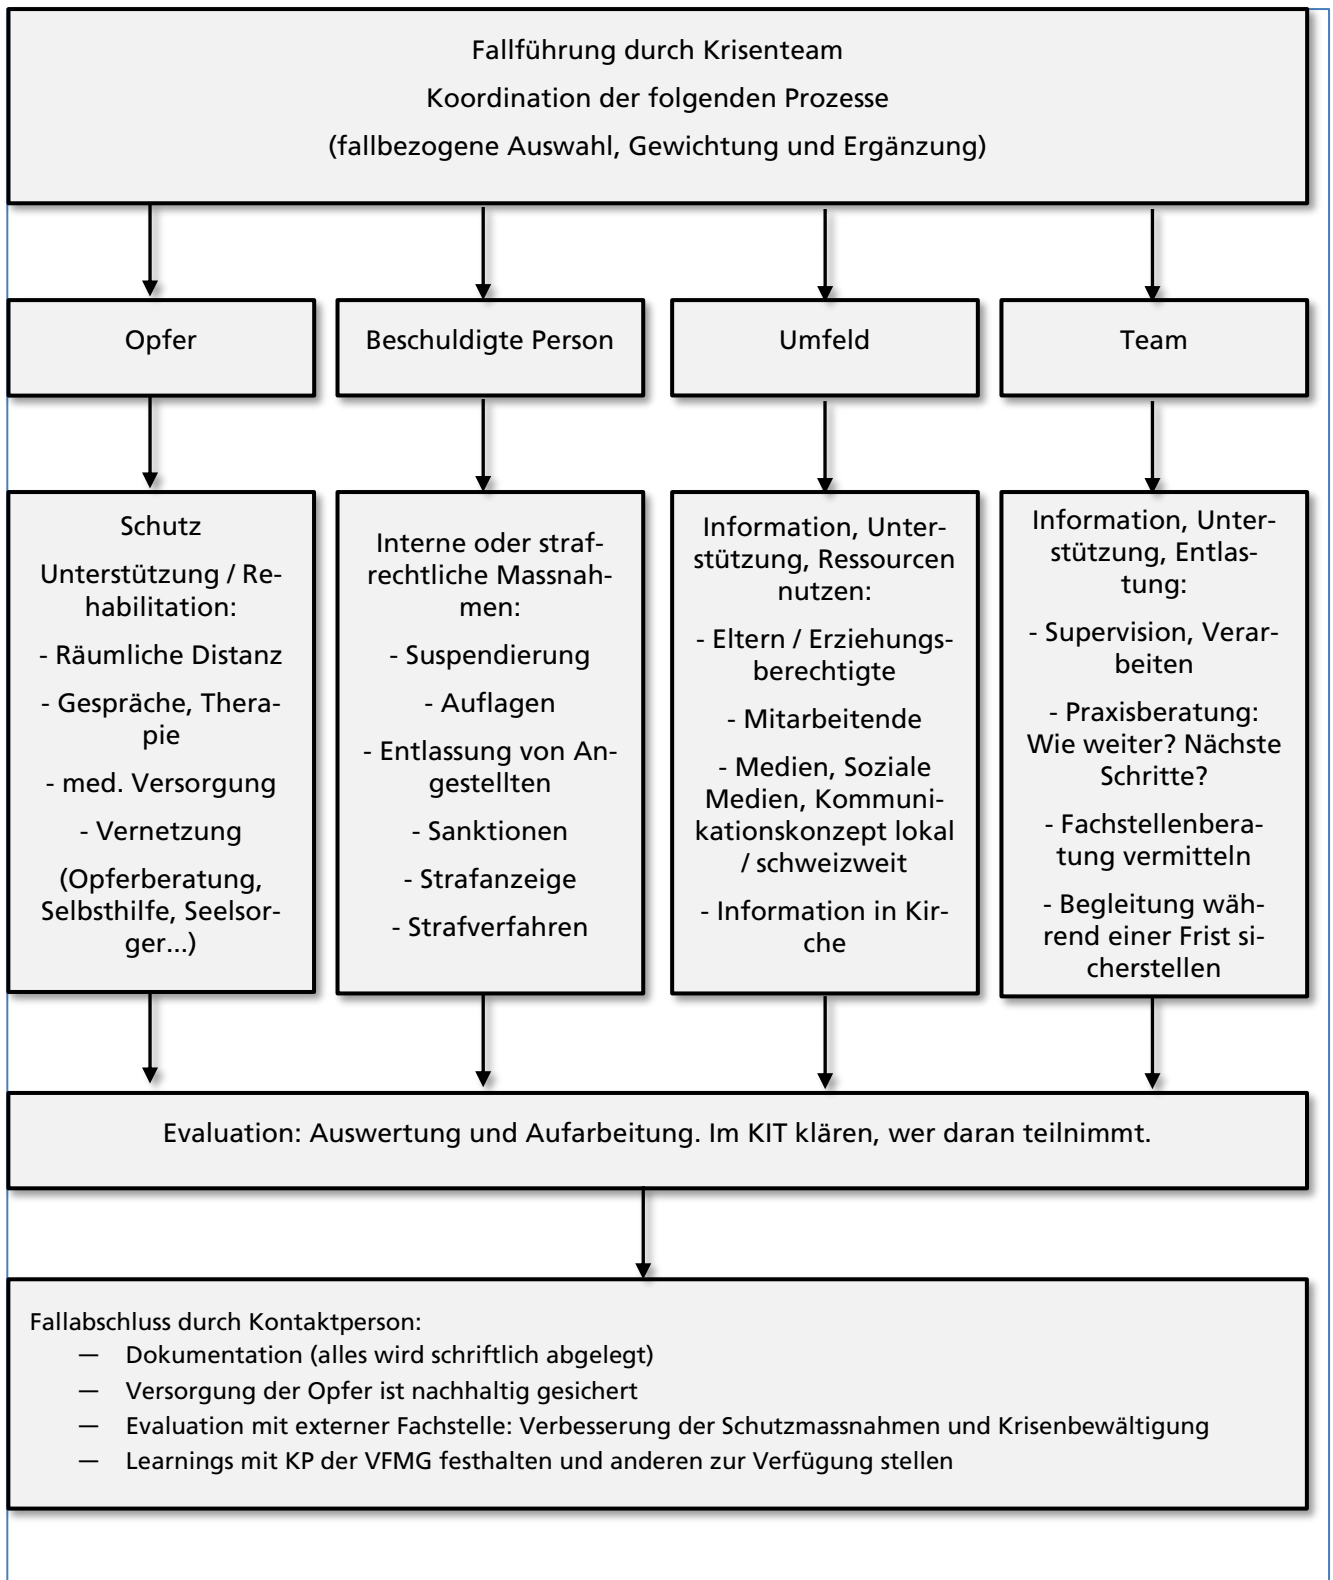 Fallführung durch Krisenteam
Koordination der folgenden Prozesse
(fallbezogene Auswahl, Gewichtung und Ergänzung)
Opfer
Beschuldigte Person
Umfeld
Team
Schutz
Unterstützung / Re-
habilitation:
- Räumliche Distanz
- Gespräche, Thera-
pie
- med. Versorgung
- Vernetzung
(Opferberatung,
Selbsthilfe, Seelsor-
ger...)
Interne oder straf-
rechtliche Massnah-
men:
- Suspendierung
- Auflagen
- Entlassung von An-
gestellten
- Sanktionen
- Strafanzeige
- Strafverfahren
Information, Unter-
stützung, Ressourcen
nutzen:
- Eltern / Erziehungs-
berechtigte
- Mitarbeitende
- Medien, Soziale
Medien, Kommuni-
kationskonzept lokal
/ schweizweit
- Information in Kir-
che
Information, Unter-
stützung, Entlas-
tung:
- Supervision, Verar-
beiten
- Praxisberatung:
Wie weiter? Nächste
Schritte?
- Fachstellenbera-
tung vermitteln
- Begleitung wäh-
rend einer Frist si-
cherstellen
Evaluation: Auswertung und Aufarbeitung. Im KIT klären, wer daran teilnimmt.
Fallabschluss durch Kontaktperson:
— Dokumentation (alles wird schriftlich abgelegt)
— Versorgung der Opfer ist nachhaltig gesichert
— Evaluation mit externer Fachstelle: Verbesserung der Schutzmassnahmen und Krisenbewältigung
— Learnings mit KP der VFMG festhalten und anderen zur Verfügung stellen